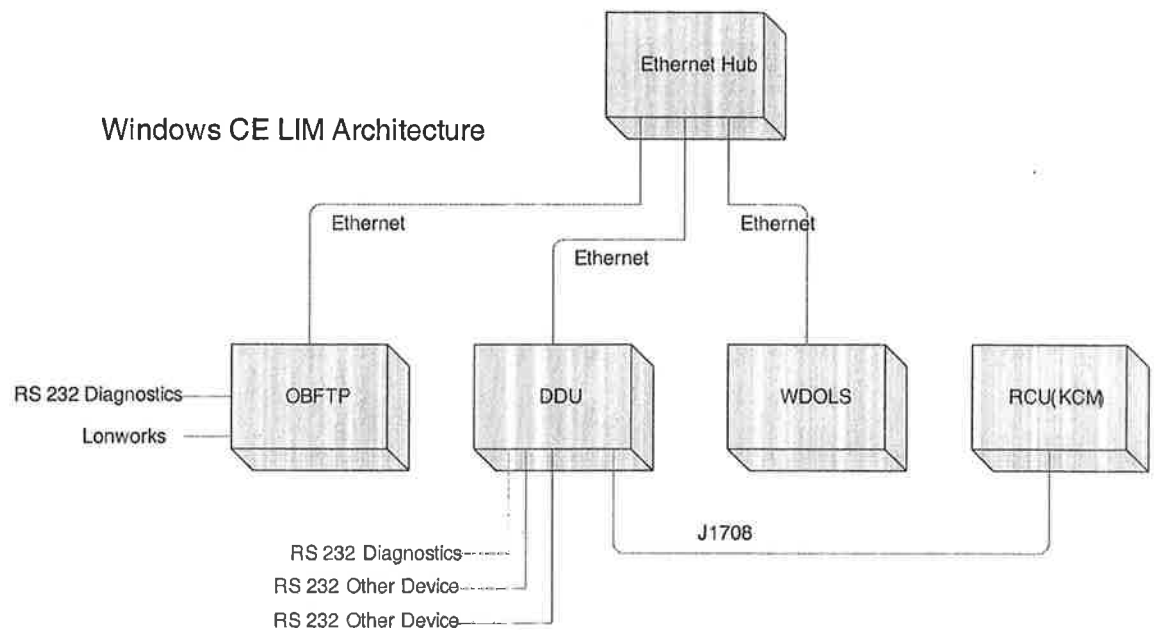 Ethernet Hub
Windows CE LIM Architecture
Ethernet
Ethernet
Ethernet
RS 232 Diagnostics
Lonworks
OBFTP
DDU
WDOLS
RCU(KCM)
J1708
RS 232 Diagnostics
RS 232 Other Device
RS 232 Other Device